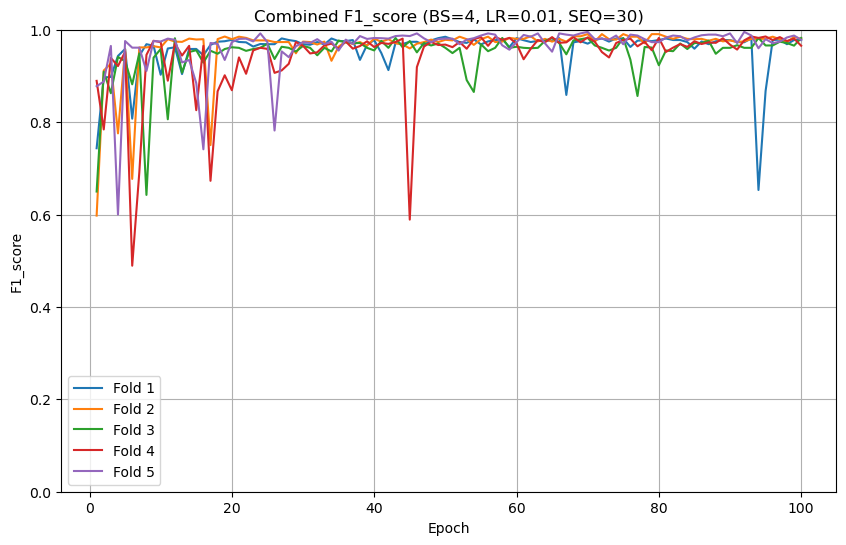 Combined F1_score (BS=4, LR=0.01, SEQ=30)
F1_score
1.0
0.8
0.6
0.4
0.2
0.0
Fold 1
Fold 2
Fold 3
Fold 4
Fold 5
0 20 40 60 80 100
Epoch